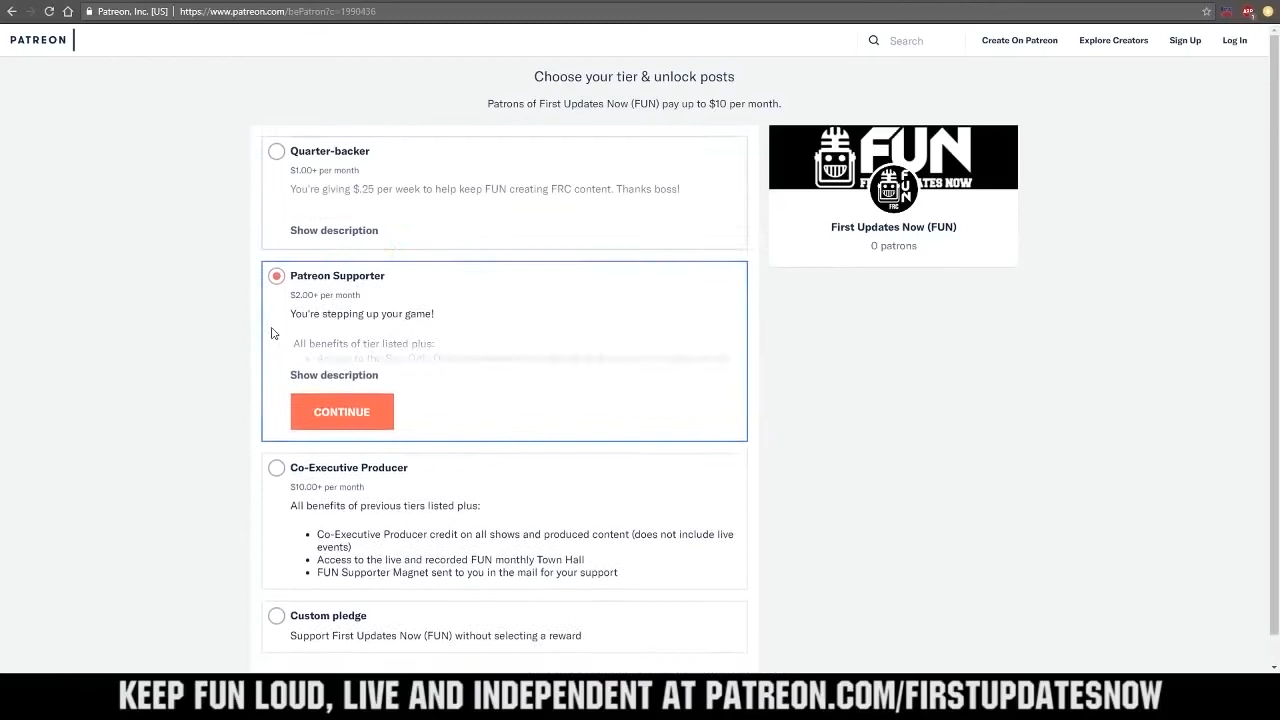 Patreon, Inc. [US] | https://www.patreon.com/bePatron?c=1990436
PATREON
Search
Create On Patreon
Explore Creators
Sign Up
Log In
Choose your tier & unlock posts
Patrons of First Updates Now (FUN) pay up to $10 per month.
Quarter-backer
$1.00+ per month
You're giving $.25 per week to help keep FUN creating FRC content. Thanks boss!
Show description
Patreon Supporter
$2.00+ per month
You're stepping up your game!
All benefits of tier listed plus:
Access to the
Show description
CONTINUE
Co-Executive Producer
$10.00+ per month
All benefits of previous tiers listed plus:
• Co-Executive Producer credit on all shows and produced content (does not include live
events)
• Access to the live and recorded FUN monthly Town Hall
• FUN Supporter Magnet sent to you in the mail for your support
Custom pledge
Support First Updates Now (FUN) without selecting a reward
FUN
ATES NOW
FUN
FRC
First Updates Now (FUN)
0 patrons
KEEP FUN LOUD, LIVE AND INDEPENDENT AT PATREON.COM/FIRSTUPDATESNOW